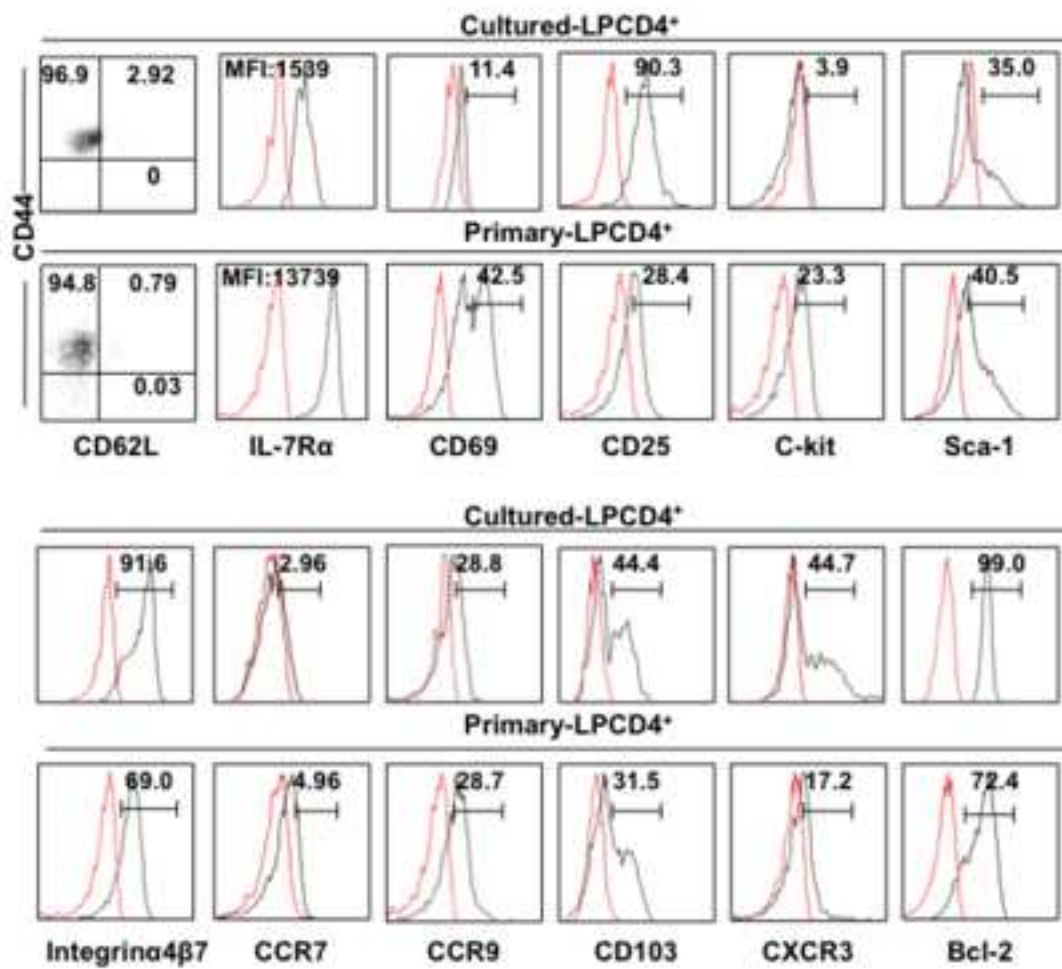 Cultured-LPCD4⁺
96.9 2.92 MFI:1539 11.4 90.3 3.9 35.0
0
CD44
Primary-LPCD4⁺
94.8 0.79 MFI:13739 42.5 28.4 23.3 40.5
0.03
CD62L IL-7Rα CD69 CD25 C-kit Sca-1
Cultured-LPCD4⁺
91.6 2.96 28.8 44.4 44.7 99.0
Primary-LPCD4⁺
69.0 4.96 28.7 31.5 17.2 72.4
Integrinα4β7 CCR7 CCR9 CD103 CXCR3 Bcl-2